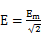 E = Em/√2